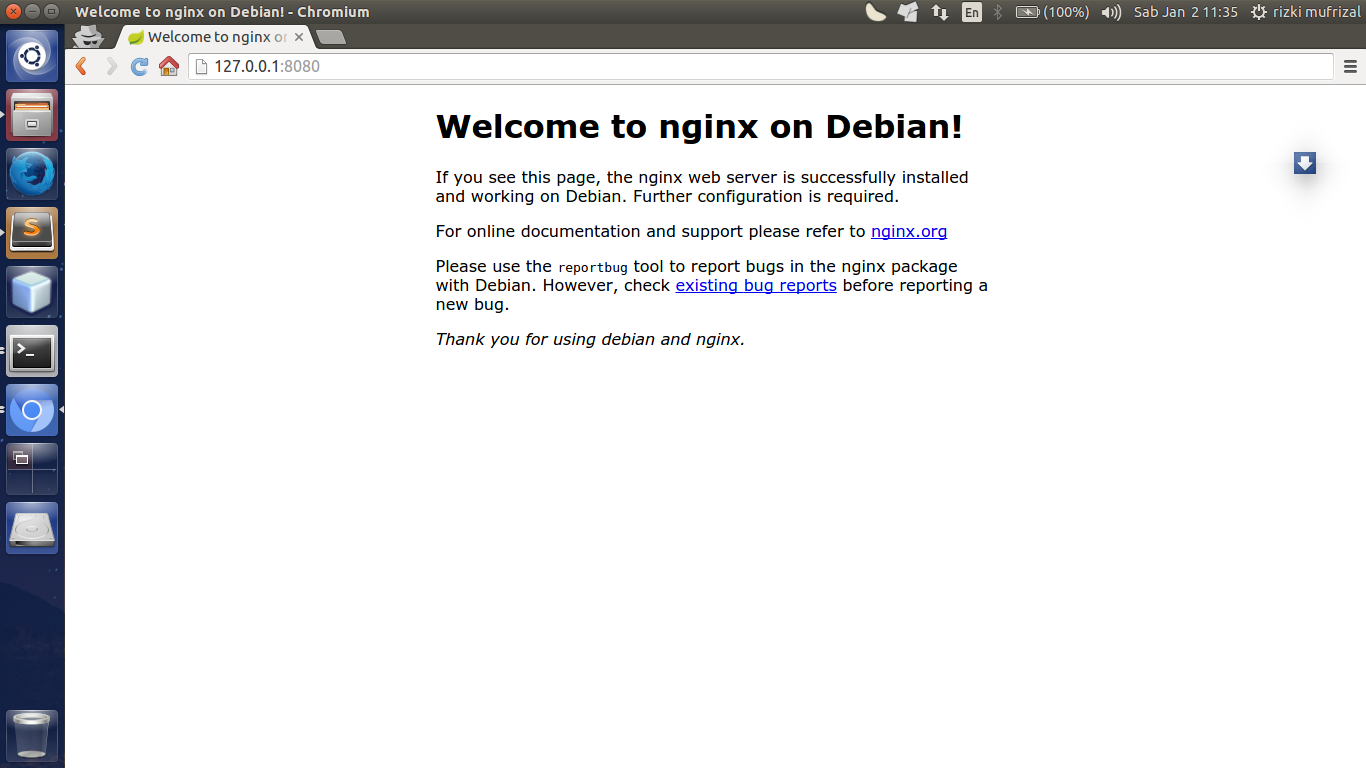 Welcome to nginx on Debian! - Chromium
En
(100%)
Sab Jan 2 11:35
rizki mufrizal
Welcome to nginx or
127.0.0.1:8080
Welcome to nginx on Debian!
If you see this page, the nginx web server is successfully installed
and working on Debian. Further configuration is required.
For online documentation and support please refer to nginx.org
Please use the reportbug tool to report bugs in the nginx package
with Debian. However, check existing bug reports before reporting a
new bug.
Thank you for using debian and nginx.